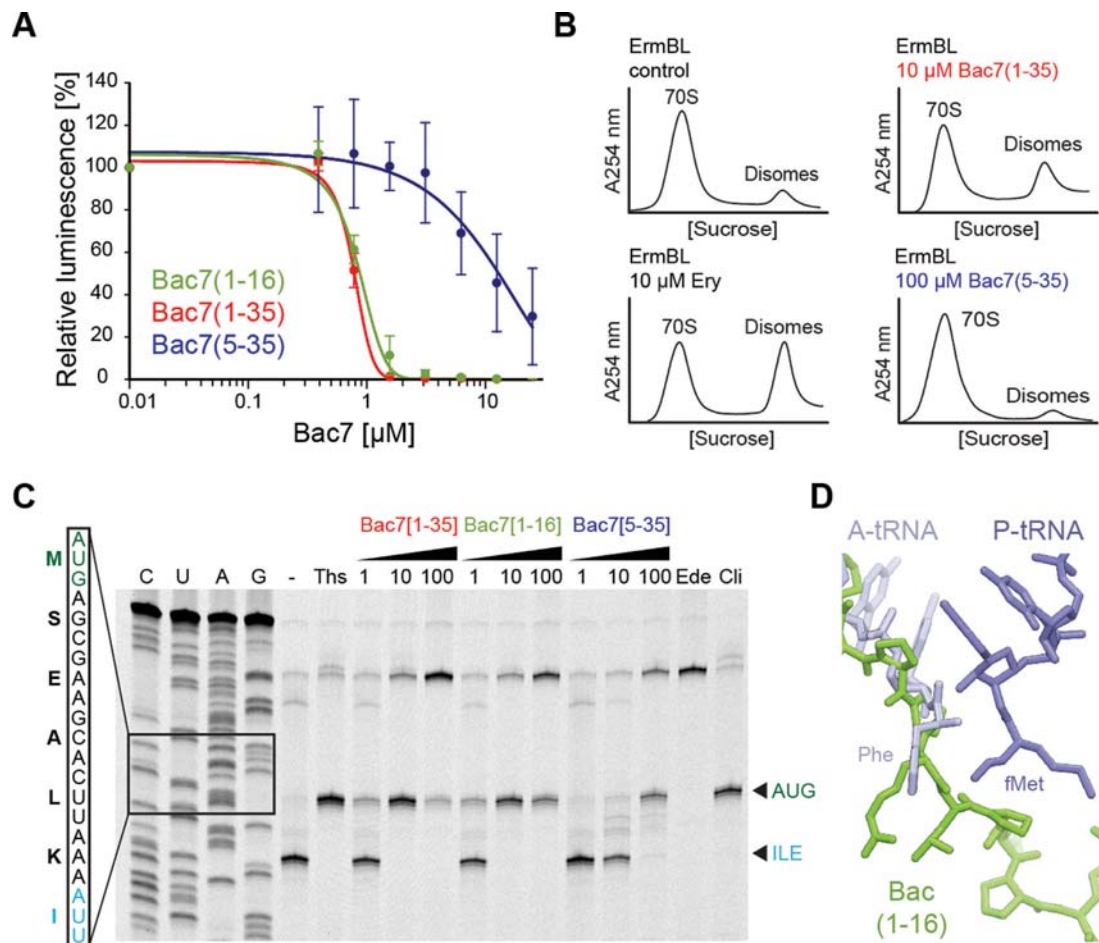 A
Relative luminescence [%]
140
120
100
80
60
40
20
0
0.01
0.1
1
10
Bac7 [µM]
Bac7(1-16)
Bac7(1-35)
Bac7(5-35)
B
ErmBL
control
A254 nm
70S
Disomes
[Sucrose]
ErmBL
10 µM Bac7(1-35)
A254 nm
70S
Disomes
[Sucrose]
ErmBL
10 µM Ery
A254 nm
70S
Disomes
[Sucrose]
ErmBL
100 µM Bac7(5-35)
A254 nm
70S
Disomes
[Sucrose]
C
M
S
E
A
L
K
I
A
U
G
A
G
C
G
A
A
G
C
A
C
U
U
A
A
A
A
U
U
Bac7[1-35] Bac7[1-16] Bac7[5-35]
C U A G - Ths 1 10 100 1 10 100 1 10 100 Ede Cli
AUG
ILE
D
A-tRNA
P-tRNA
Phe
fMet
Bac
(1-16)